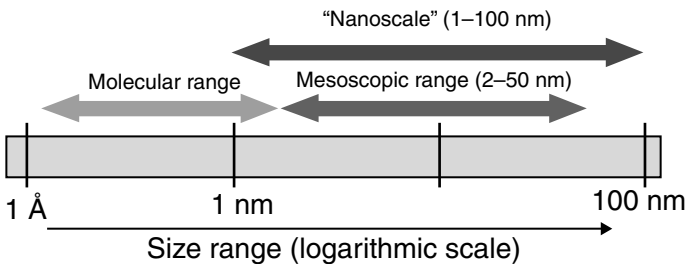 “Nanoscale” (1–100 nm)
Molecular range
Mesoscopic range (2–50 nm)
1 Å
1 nm
100 nm
Size range (logarithmic scale)